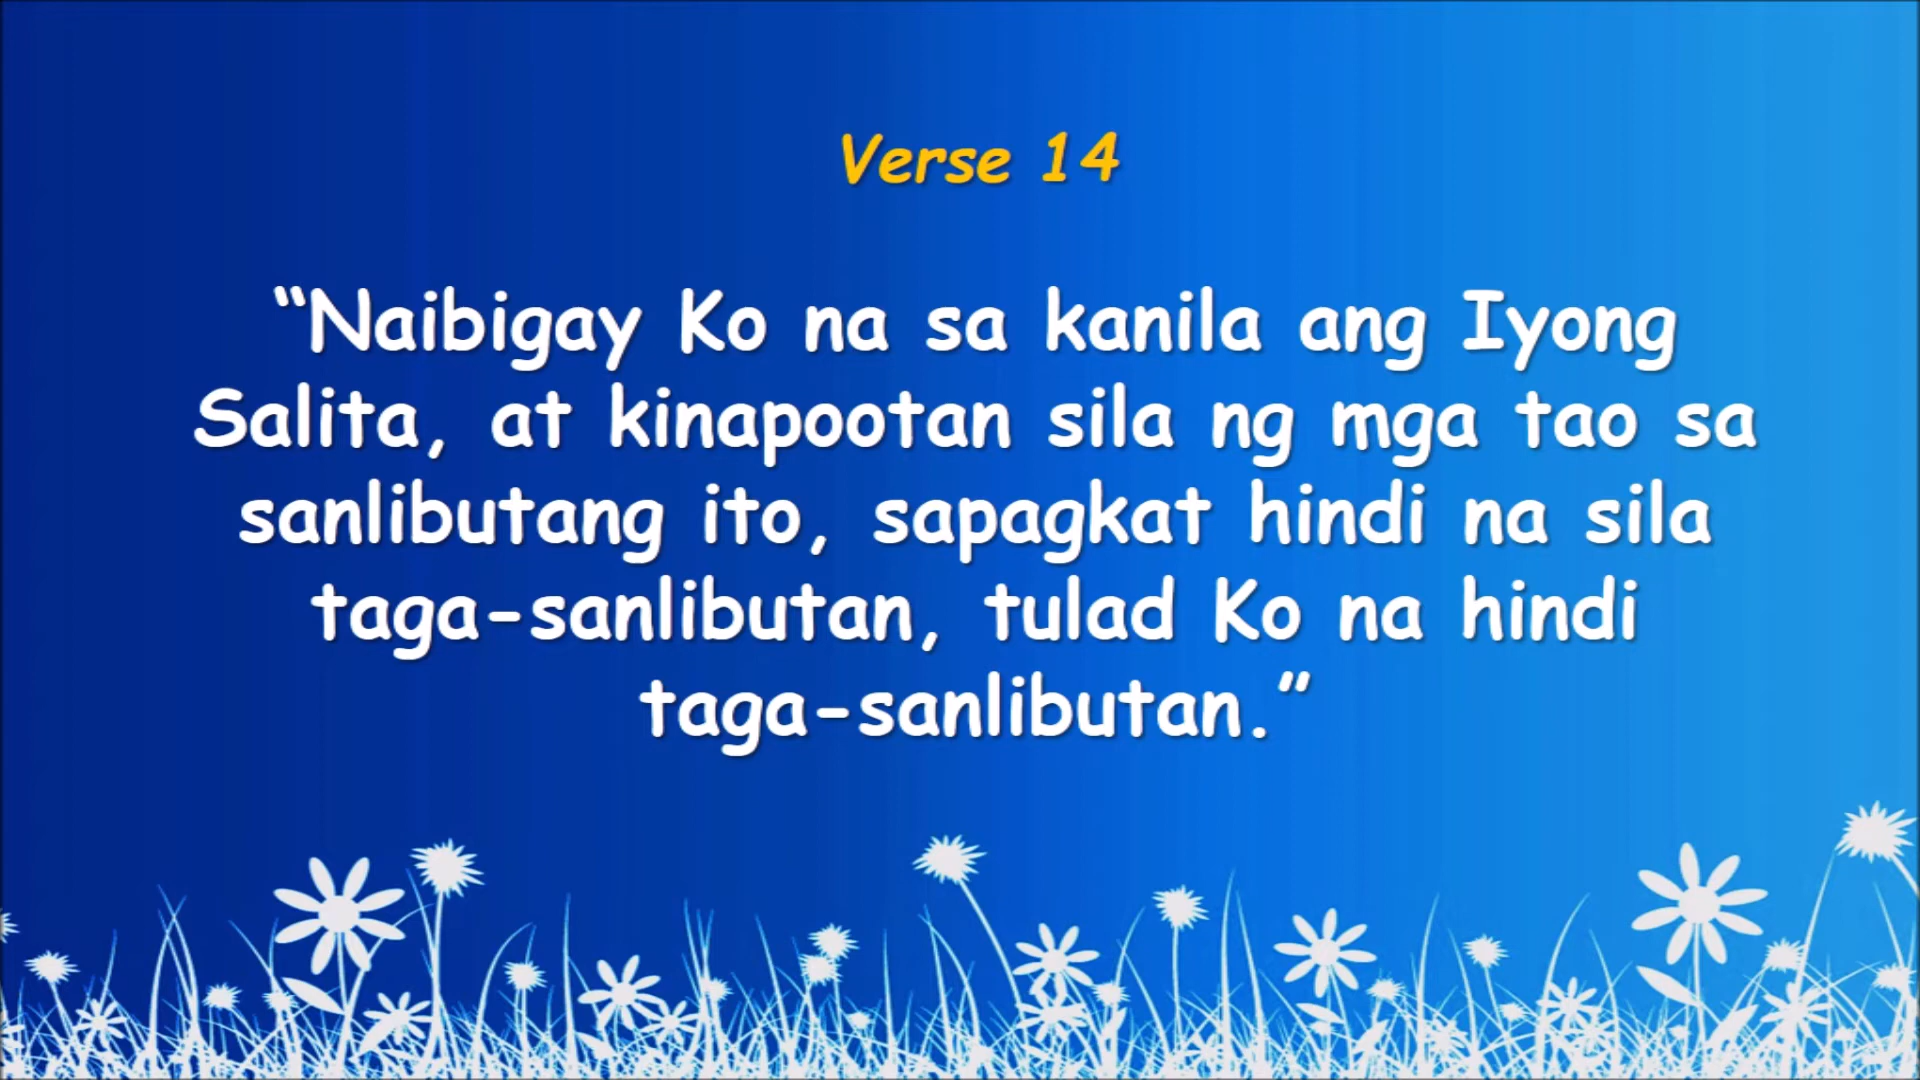 Verse 14
“Naibigay Ko na sa kanila ang Iyong
Salita, at kinapootan sila ng mga tao sa
sanlibutang ito, sapagkat hindi na sila
taga-sanlibutan, tulad Ko na hindi
taga-sanlibutan.”